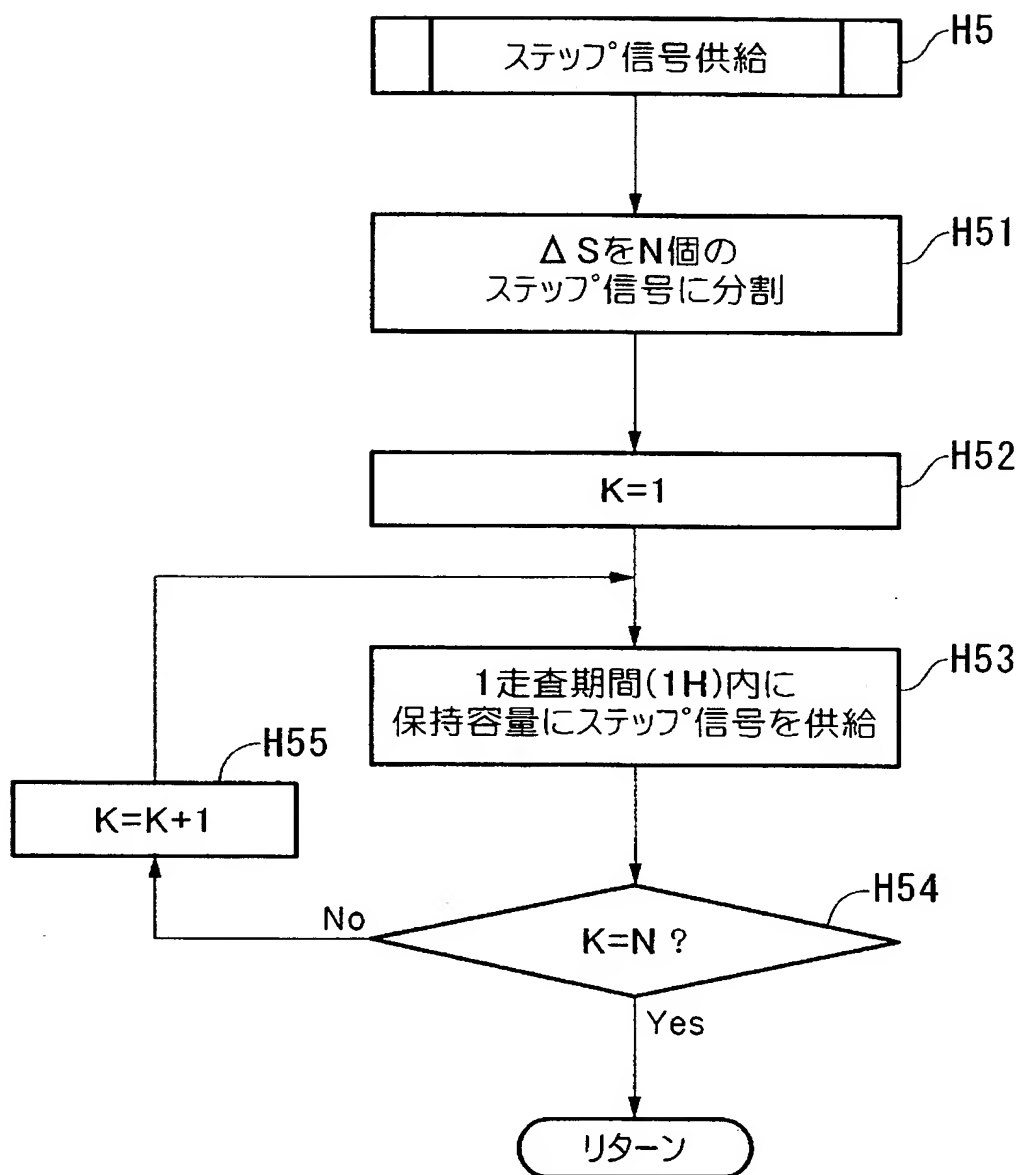 ステップ信号供給
H5
ΔSをN個の
ステップ信号に分割
H51
K=1
H52
1走査期間(1H)内に
保持容量にステップ信号を供給
H53
H55
K=K+1
K=N ?
H54
No
Yes
リターン